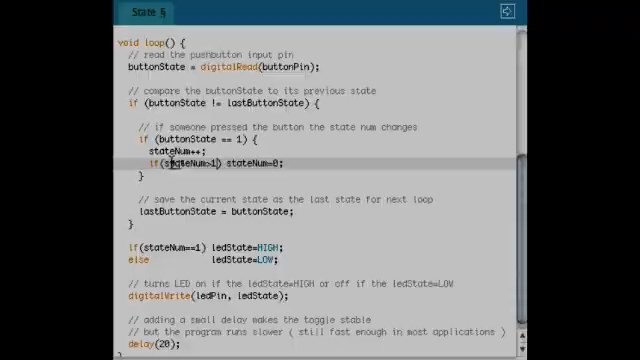 State §
void loop() {
// read the pushbutton input pin
buttonState = digitalRead(buttonPin);
// compare the buttonState to its previous state
if (buttonState != lastButtonState) {
// if someone pressed the button the state num changes
if (buttonState == 1) {
stateNum++;
if(stateNum>1) stateNum=0;
}
// save the current state as the last state for next loop
lastButtonState = buttonState;
}
if(stateNum==1) ledState=HIGH;
else ledState=LOW;
// turns LED on if the ledState=HIGH or off if the ledState=LOW
digitalWrite(ledPin, ledState);
// adding a small delay makes the toggle stable
// but the program runs slower ( still fast enough in most applications )
delay(20);
}